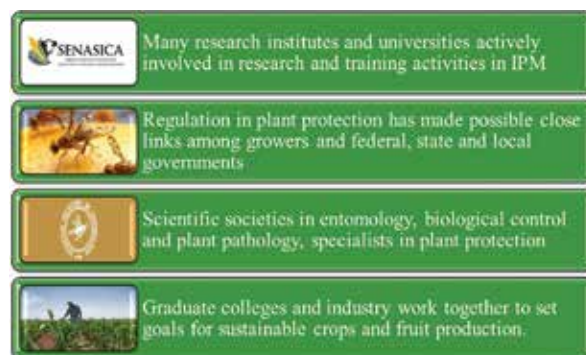 SENASICA
Many research institutes and universities actively
involved in research and training activities in IPM
Regulation in plant protection has made possible close
links among growers and federal, state and local
governments
Scientific societies in entomology, biological control
and plant pathology, specialists in plant protection
Graduate colleges and industry work together to set
goals for sustainable crops and fruit production.